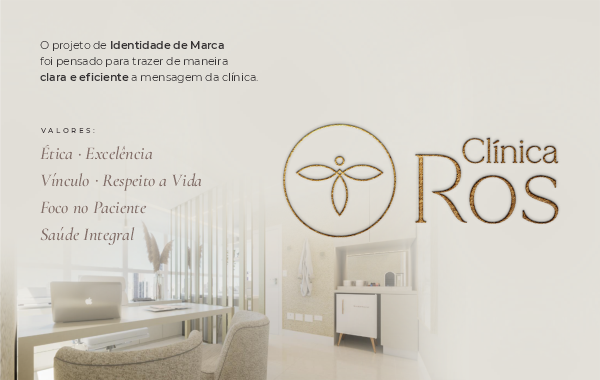 O projeto de Identidade de Marca
foi pensado para trazer de maneira
clara e eficiente a mensagem da clínica.
VALORES:
Ética · Excelência
Vínculo · Respeito a Vida
Foco no Paciente
Saúde Integral
Clínica
Ros